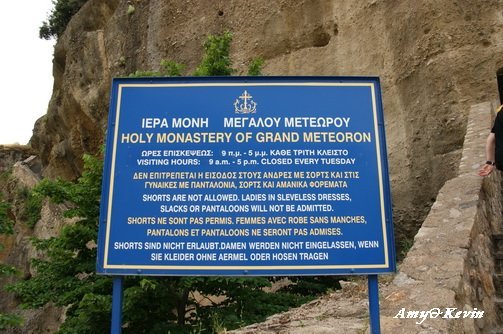 ΙΕΡΑ ΜΟΝΗ ΜΕΓΑΛΟΥ ΜΕΤΕΩΡΟΥ
HOLY MONASTERY OF GRAND METEORON
ΩΡΕΣ ΕΠΙΣΚΕΨΕΩΣ: 9 π.μ. - 5 μ.μ. ΚΑΘΕ ΤΡΙΤΗ ΚΛΕΙΣΤΟ
VISITING HOURS: 9 a.m. - 5 p.m. CLOSED EVERY TUESDAY
ΔΕΝ ΕΠΙΤΡΕΠΕΤΑΙ Η ΕΙΣΟΔΟΣ ΣΤΟΥΣ ΑΝΔΡΕΣ ΜΕ ΣΟΡΤΣ ΚΑΙ ΣΤΙΣ
ΓΥΝΑΙΚΕΣ ΜΕ ΠΑΝΤΑΛΟΝΙΑ, ΣΟΡΤΣ ΚΑΙ ΑΜΑΝΙΚΑ ΦΟΡΕΜΑΤΑ
SHORTS ARE NOT ALLOWED. LADIES IN SLEVELESS DRESSES,
SLACKS OR PANTALOONS WILL NOT BE ADMITTED.
SHORTS NE SONT PAS PERMIS. FEMMES AVEC ROBE SANS MANCHES,
PANTALONS ET PANTALONS NE SERONT PAS ADMISES.
SHORTS SIND NICHT ERLAUBT.DAMEN WERDEN NICHT EINGELASSEN, WENN
SIE KLEIDER OHNE AERMEL ODER HOSEN TRAGEN
Amy∂Kevin